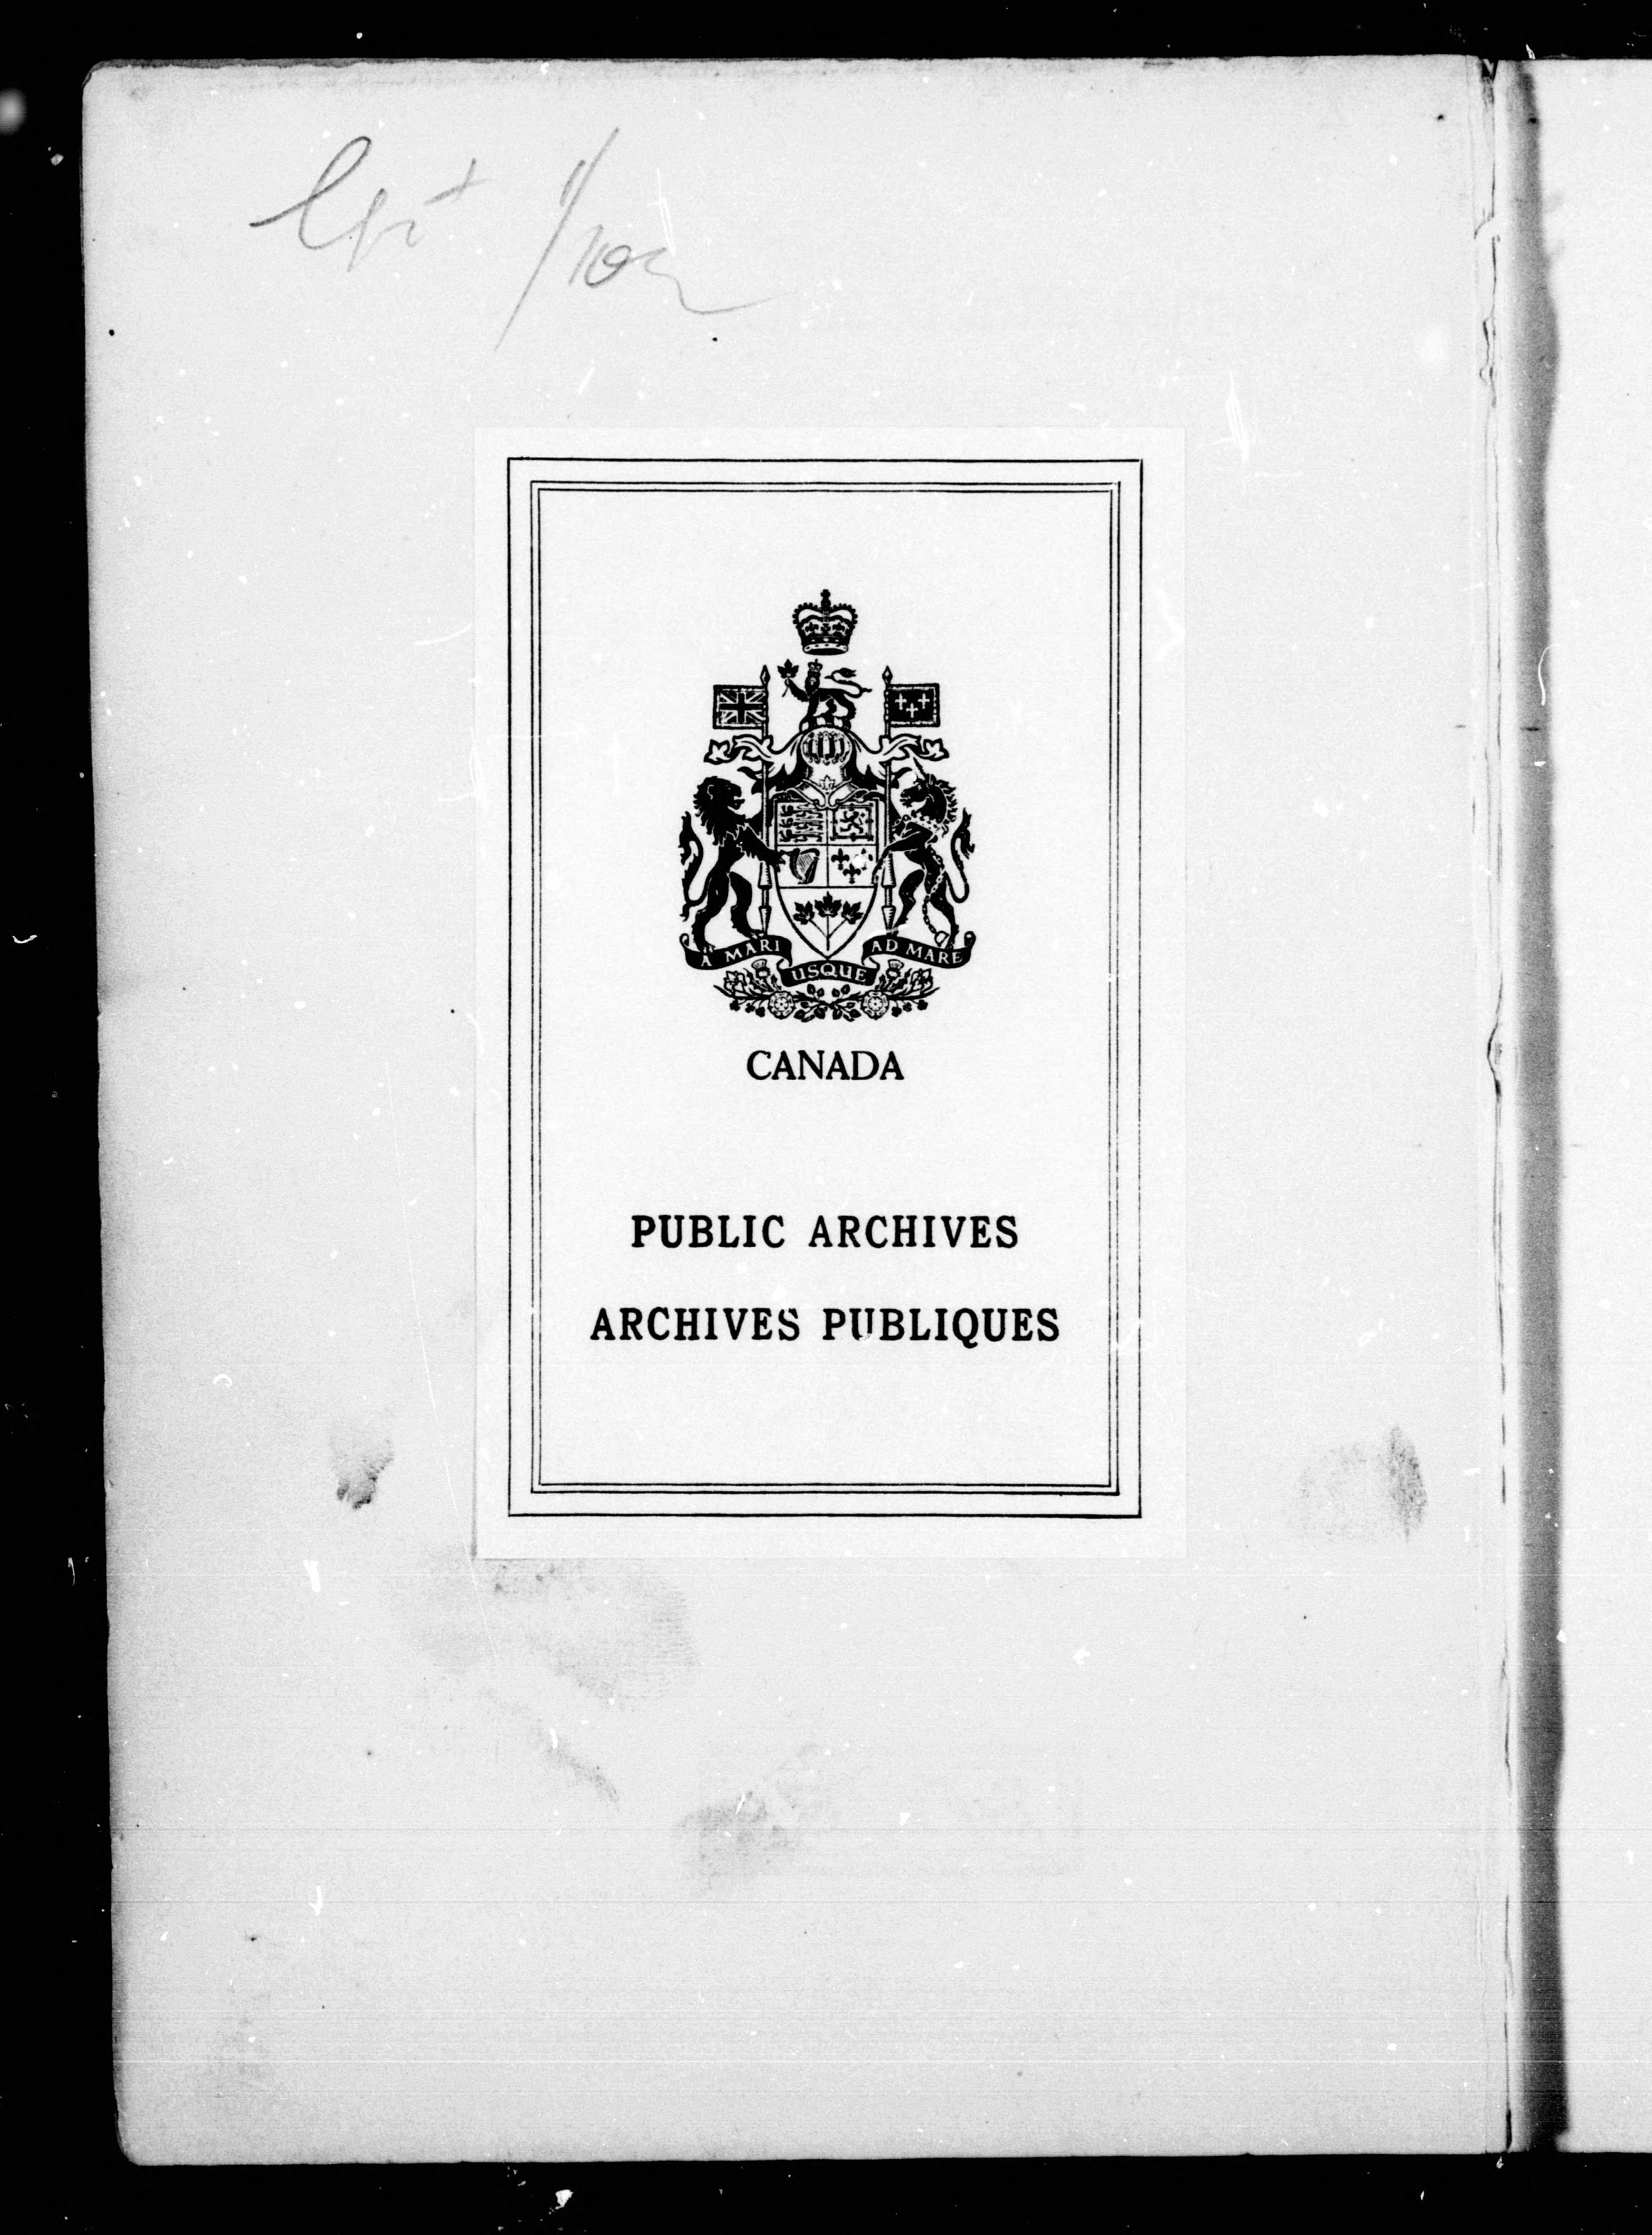 A MARI USQUE AD MARE
CANADA
PUBLIC ARCHIVES
ARCHIVES PUBLIQUES